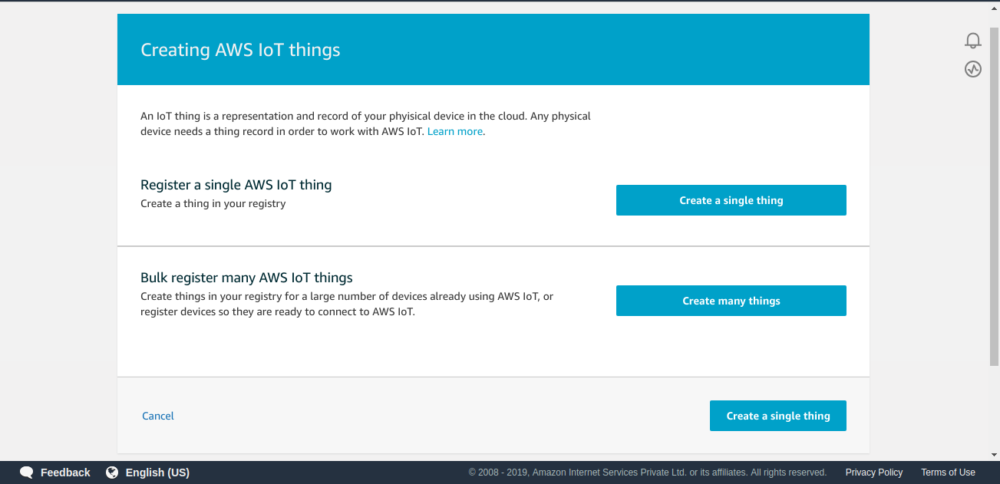 Creating AWS IoT things
An IoT thing is a representation and record of your phyisical device in the cloud. Any physical
device needs a thing record in order to work with AWS IoT. Learn more.
Register a single AWS IoT thing
Create a thing in your registry
Create a single thing
Bulk register many AWS IoT things
Create things in your registry for a large number of devices already using AWS IoT, or
register devices so they are ready to connect to AWS IoT.
Create many things
Cancel
Create a single thing
Feedback
English (US)
© 2008 - 2019, Amazon Internet Services Private Ltd. or its affiliates. All rights reserved.
Privacy Policy
Terms of Use